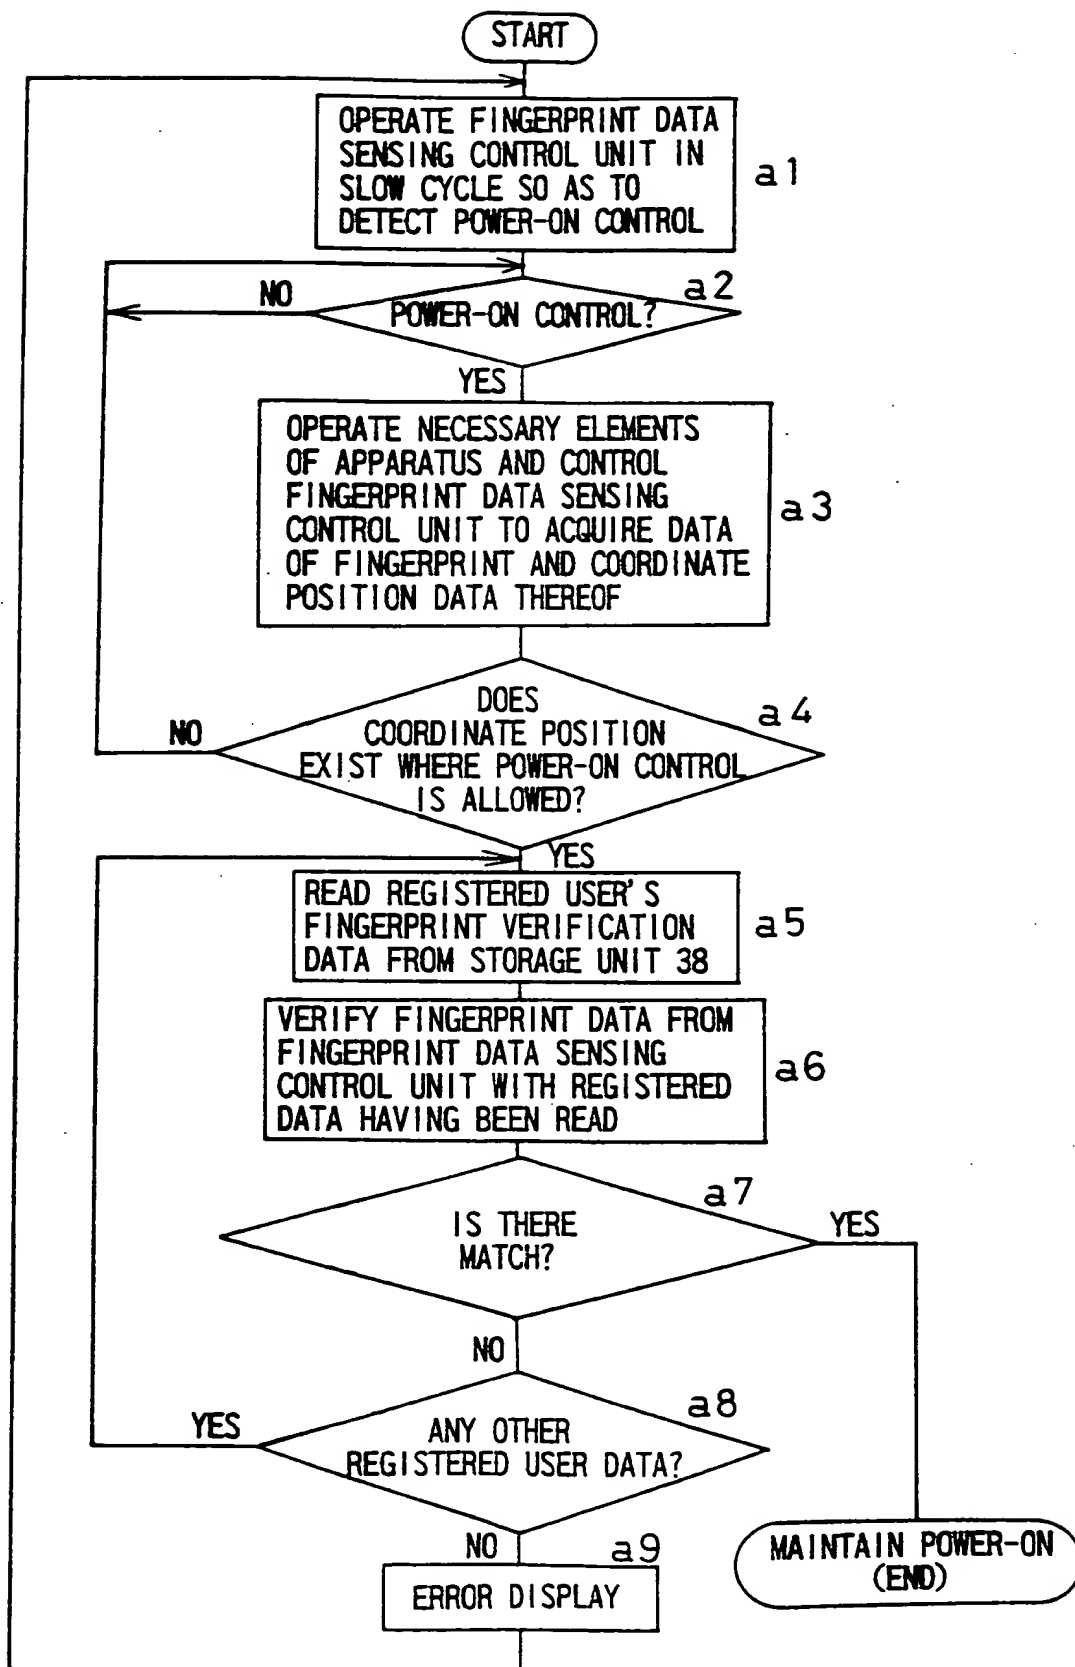 START
OPERATE FINGERPRINT DATA
SENSING CONTROL UNIT IN
SLOW CYCLE SO AS TO
DETECT POWER-ON CONTROL
a1
a2
NO
POWER-ON CONTROL?
YES
OPERATE NECESSARY ELEMENTS
OF APPARATUS AND CONTROL
FINGERPRINT DATA SENSING
CONTROL UNIT TO ACQUIRE DATA
OF FINGERPRINT AND COORDINATE
POSITION DATA THEREOF
a3
DOES
COORDINATE POSITION
EXIST WHERE POWER-ON CONTROL
IS ALLOWED?
a4
NO
YES
READ REGISTERED USER'S
FINGERPRINT VERIFICATION
DATA FROM STORAGE UNIT 38
a5
VERIFY FINGERPRINT DATA FROM
FINGERPRINT DATA SENSING
CONTROL UNIT WITH REGISTERED
DATA HAVING BEEN READ
a6
a7
IS THERE
MATCH?
YES
NO
a8
YES
ANY OTHER
REGISTERED USER DATA?
NO
a9
ERROR DISPLAY
MAINTAIN POWER-ON
(END)